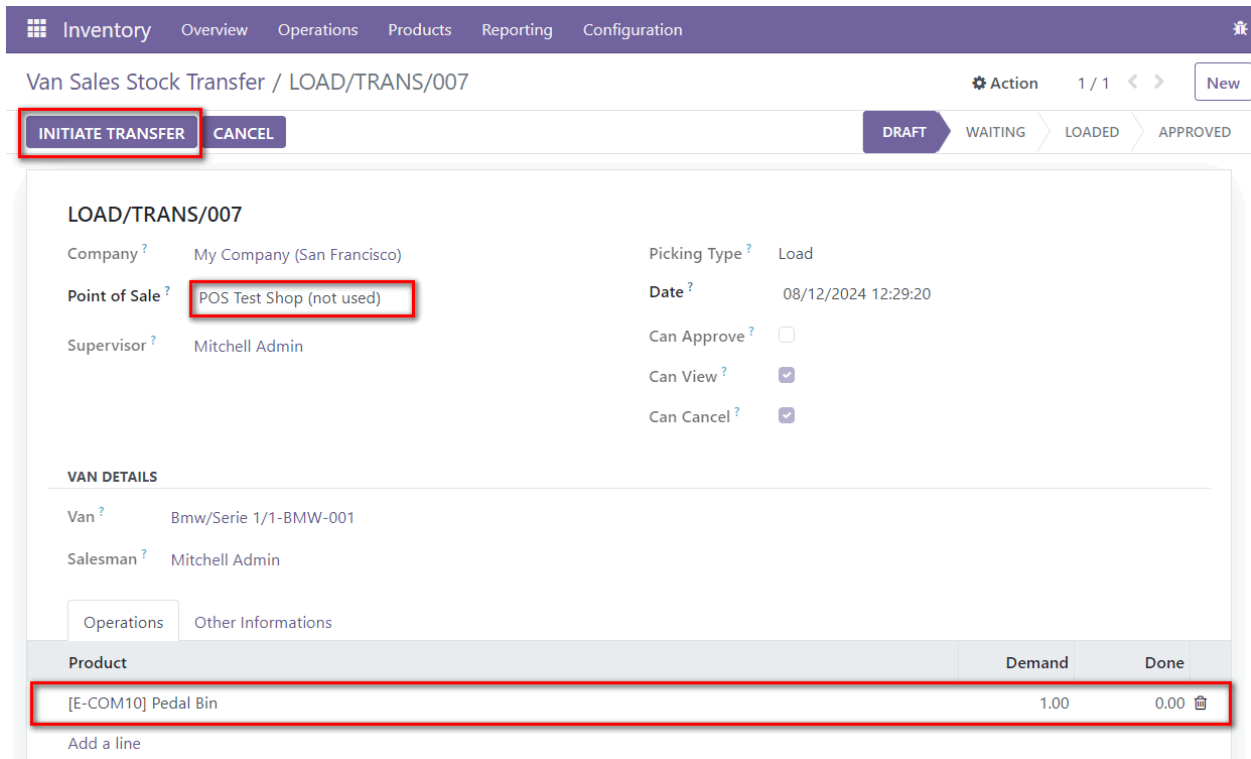 Inventory Overview Operations Products Reporting Configuration
Van Sales Stock Transfer / LOAD/TRANS/007 Action 1 / 1 New
INITIATE TRANSFER CANCEL DRAFT WAITING LOADED APPROVED
LOAD/TRANS/007
Company ? My Company (San Francisco) Picking Type ? Load
Point of Sale ? POS Test Shop (not used) Date ? 08/12/2024 12:29:20
Supervisor ? Mitchell Admin Can Approve ?
Can View ?
Can Cancel ?
VAN DETAILS
Van ? Bmw/Serie 1/1-BMW-001
Salesman ? Mitchell Admin
Operations Other Informations
Product Demand Done
[E-COM10] Pedal Bin 1.00 0.00
Add a line